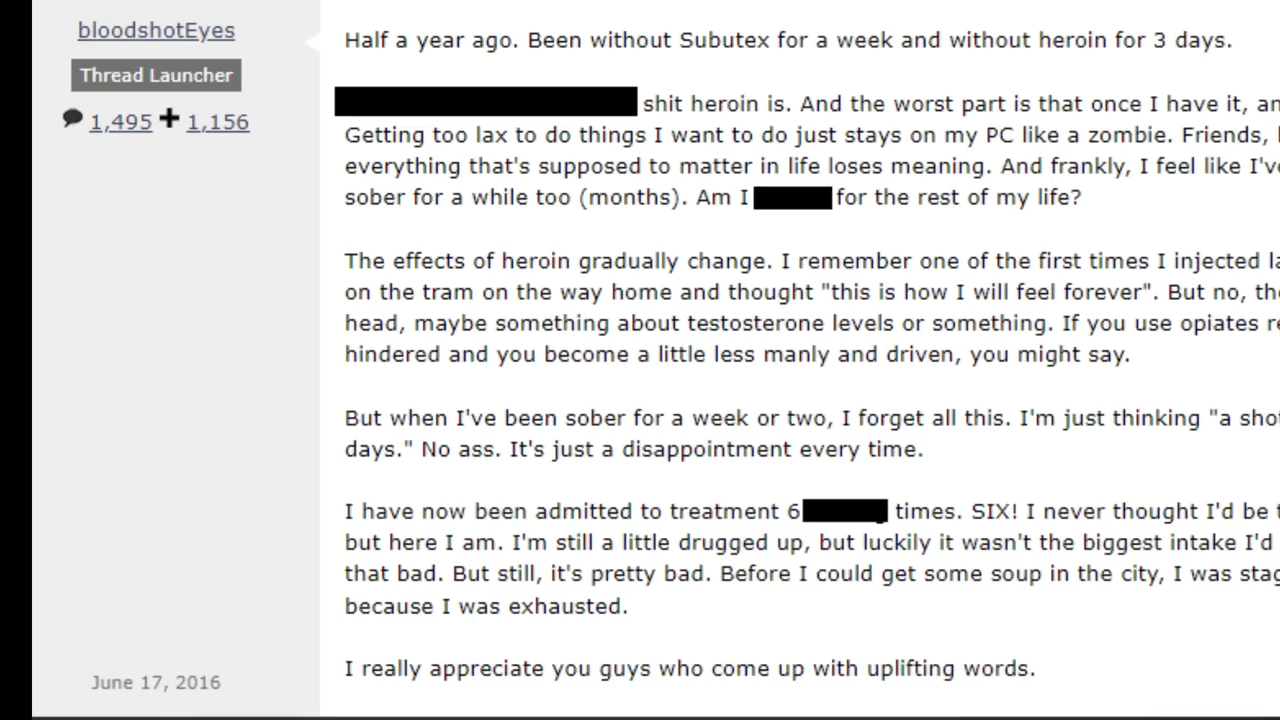 bloodshotEyes
Thread Launcher
1,495 1,156
June 17, 2016
Half a year ago. Been without Subutex for a week and without heroin for 3 days.
shit heroin is. And the worst part is that once I have it, an
Getting too lax to do things I want to do just stays on my PC like a zombie. Friends,
everything that's supposed to matter in life loses meaning. And frankly, I feel like I've
sober for a while too (months). Am I for the rest of my life?
The effects of heroin gradually change. I remember one of the first times I injected la
on the tram on the way home and thought "this is how I will feel forever". But no, the
head, maybe something about testosterone levels or something. If you use opiates re
hindered and you become a little less manly and driven, you might say.
But when I've been sober for a week or two, I forget all this. I'm just thinking "a shot
days." No ass. It's just a disappointment every time.
I have now been admitted to treatment 6 times. SIX! I never thought I'd be t
but here I am. I'm still a little drugged up, but luckily it wasn't the biggest intake I'd
that bad. But still, it's pretty bad. Before I could get some soup in the city, I was stag
because I was exhausted.
I really appreciate you guys who come up with uplifting words.